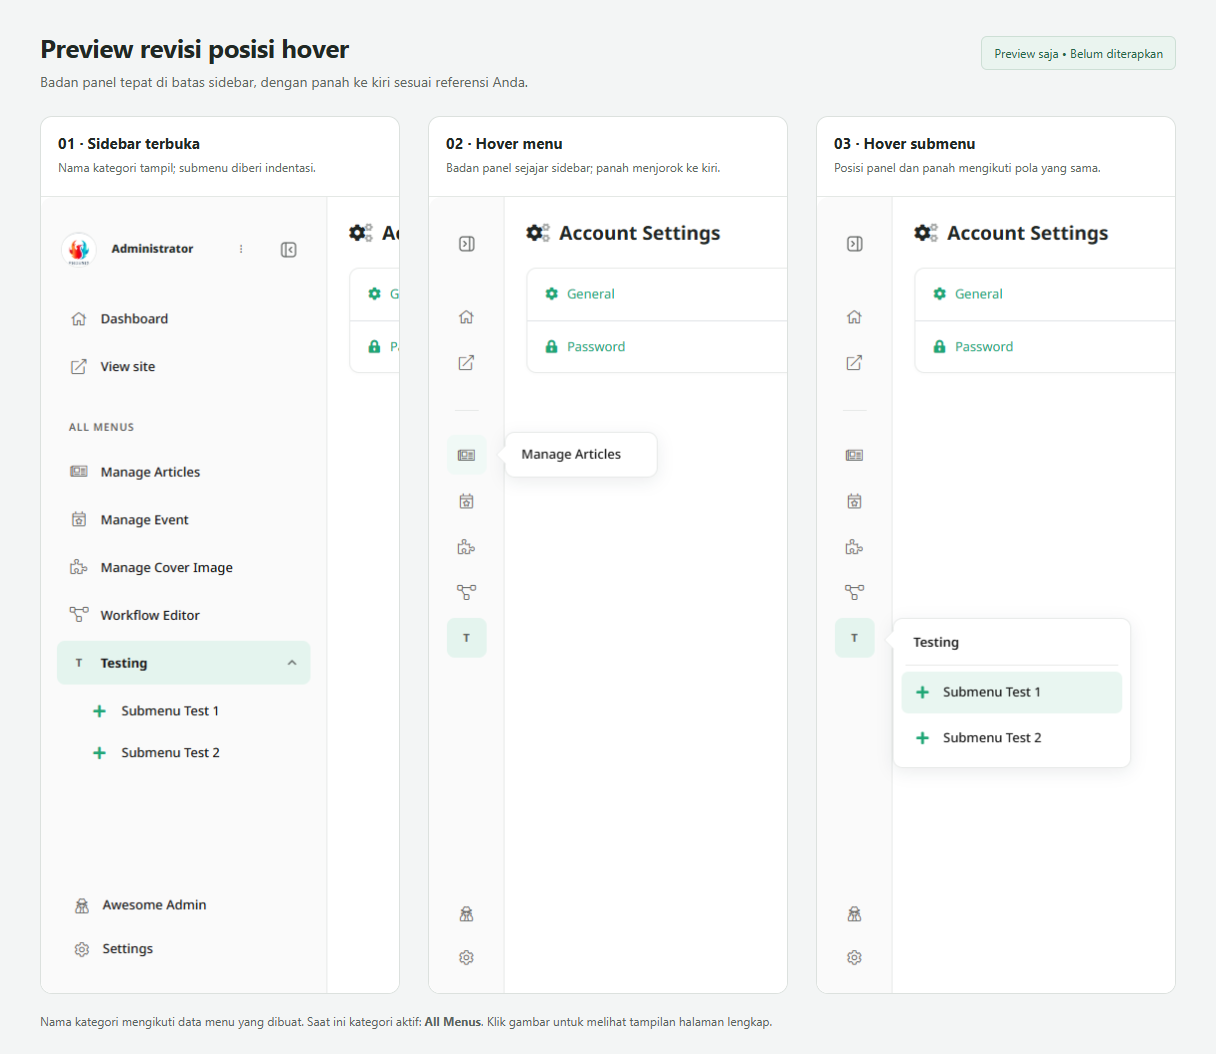 Preview revisi posisi hover
Badan panel tepat di batas sidebar, dengan panah ke kiri sesuai referensi Anda.
Preview saja • Belum diterapkan
01 · Sidebar terbuka
Nama kategori tampil; submenu diberi indentasi.
Administrator
Dashboard
View site
ALL MENUS
Manage Articles
Manage Event
Manage Cover Image
Workflow Editor
T Testing
Submenu Test 1
Submenu Test 2
Awesome Admin
Settings
Ac
G
Pa
02 · Hover menu
Badan panel sejajar sidebar; panah menjorok ke kiri.
Account Settings
General
Password
Manage Articles
T
03 · Hover submenu
Posisi panel dan panah mengikuti pola yang sama.
Account Settings
General
Password
T
Testing
Submenu Test 1
Submenu Test 2
Nama kategori mengikuti data menu yang dibuat. Saat ini kategori aktif: All Menus. Klik gambar untuk melihat tampilan halaman lengkap.